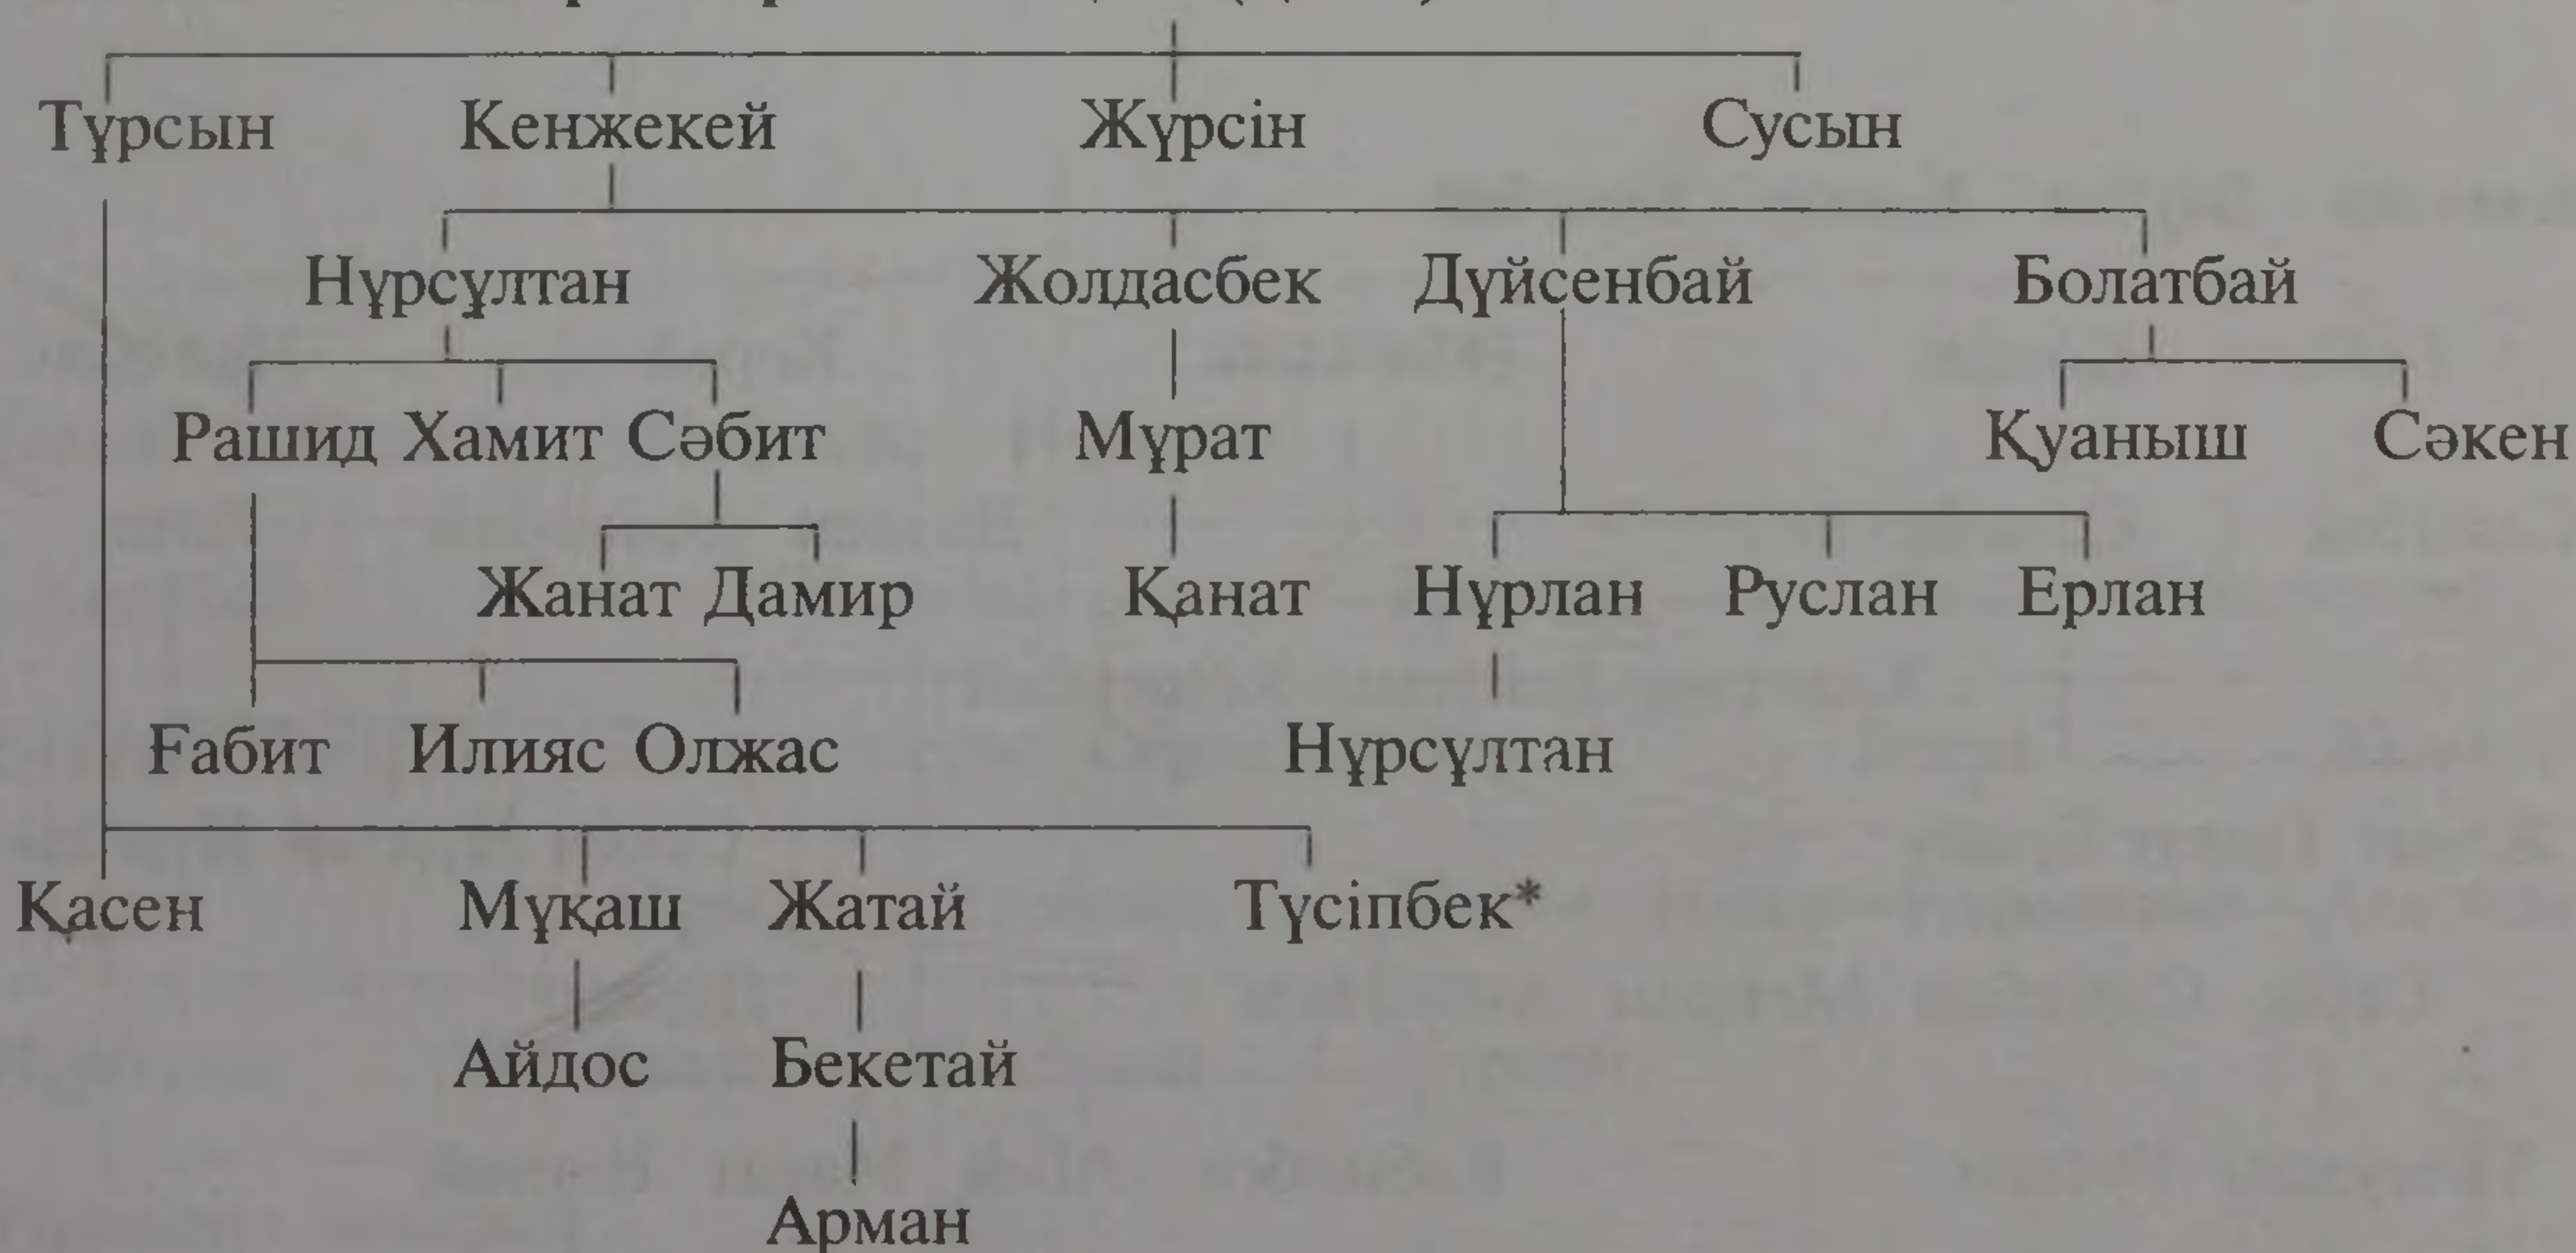 Тұрсын Кенжекей Жүрсін Сусын
Нұрсұлтан Жолдасбек Дүйсенбай Болатбай
Рашид Хамит Сәбит Мұрат Қуаныш Сәкен
Жанат Дамир Қанат Нұрлан Руслан Ерлан
Ғабит Илияс Олжас Нұрсұлтан
Қасен Мұқаш Жатай Түсіпбек*
Айдос Бекетай
Арман